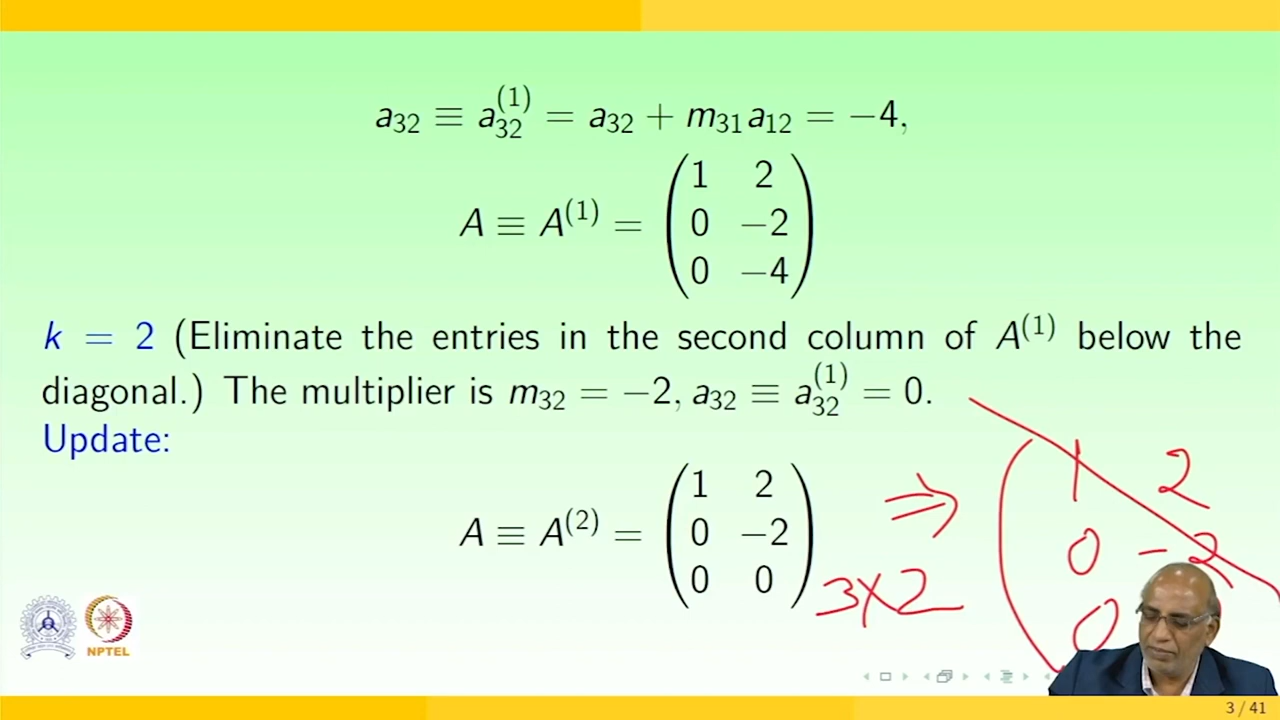 a₃₂ ≡ a₃₂⁽¹⁾ = a₃₂ + m₃₁a₁₂ = −4,
A ≡ A⁽¹⁾ = (1 2
0 −2
0 −4)
k = 2 (Eliminate the entries in the second column of A⁽¹⁾ below the
diagonal.) The multiplier is m₃₂ = −2, a₃₂ ≡ a₃₂⁽¹⁾ = 0.
Update:
A ≡ A⁽²⁾ = (1 2
0 −2
0 0)
3×2
⇒ (1 2
0 −2
0
NPTEL
3 / 41